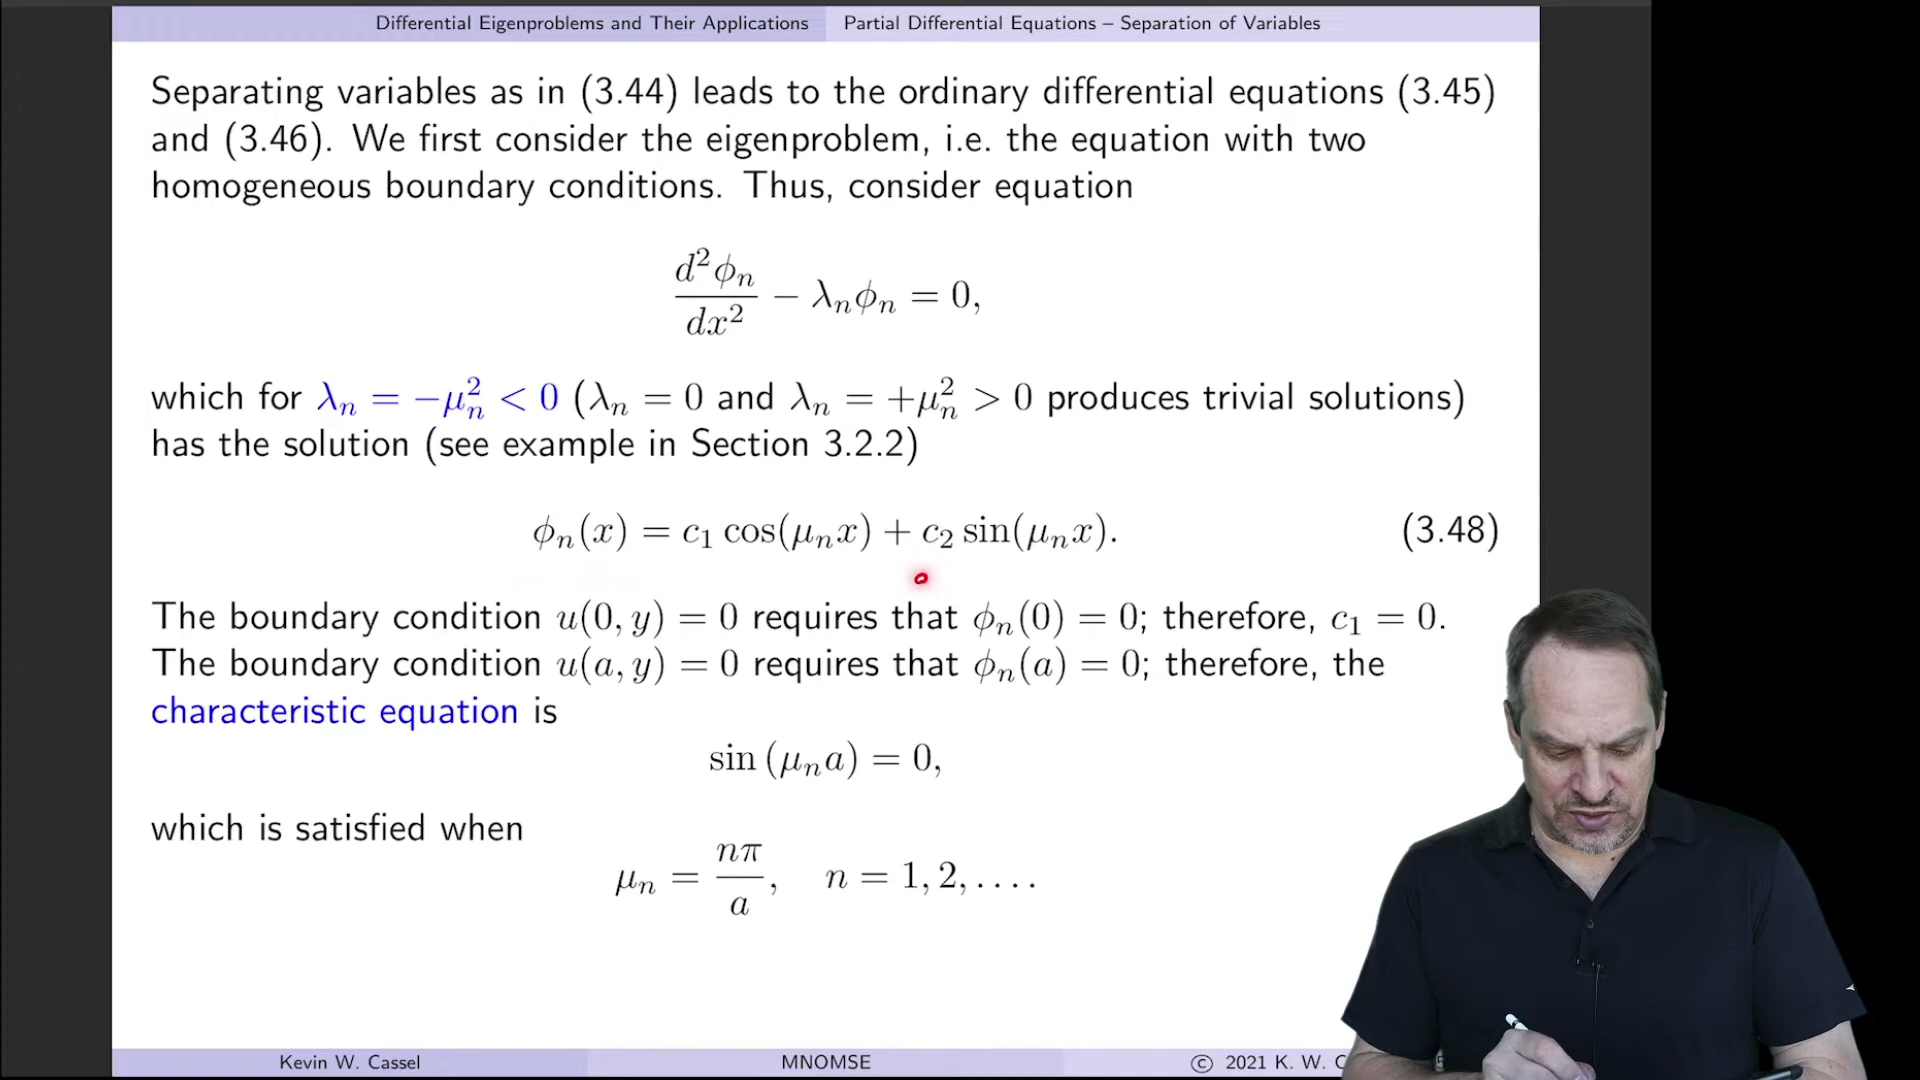 Differential Eigenproblems and Their Applications Partial Differential Equations – Separation of Variables
Separating variables as in (3.44) leads to the ordinary differential equations (3.45)
and (3.46). We first consider the eigenproblem, i.e. the equation with two
homogeneous boundary conditions. Thus, consider equation
d²ϕₙ/dx² − λₙϕₙ = 0,
which for λₙ = −μₙ² < 0 (λₙ = 0 and λₙ = +μₙ² > 0 produces trivial solutions)
has the solution (see example in Section 3.2.2)
ϕₙ(x) = c₁ cos(μₙx) + c₂ sin(μₙx). (3.48)
The boundary condition u(0, y) = 0 requires that ϕₙ(0) = 0; therefore, c₁ = 0.
The boundary condition u(a, y) = 0 requires that ϕₙ(a) = 0; therefore, the
characteristic equation is
sin (μₙa) = 0,
which is satisfied when
μₙ = nπ/a, n = 1, 2, . . . .
Kevin W. Cassel MNOMSE © 2021 K. W.